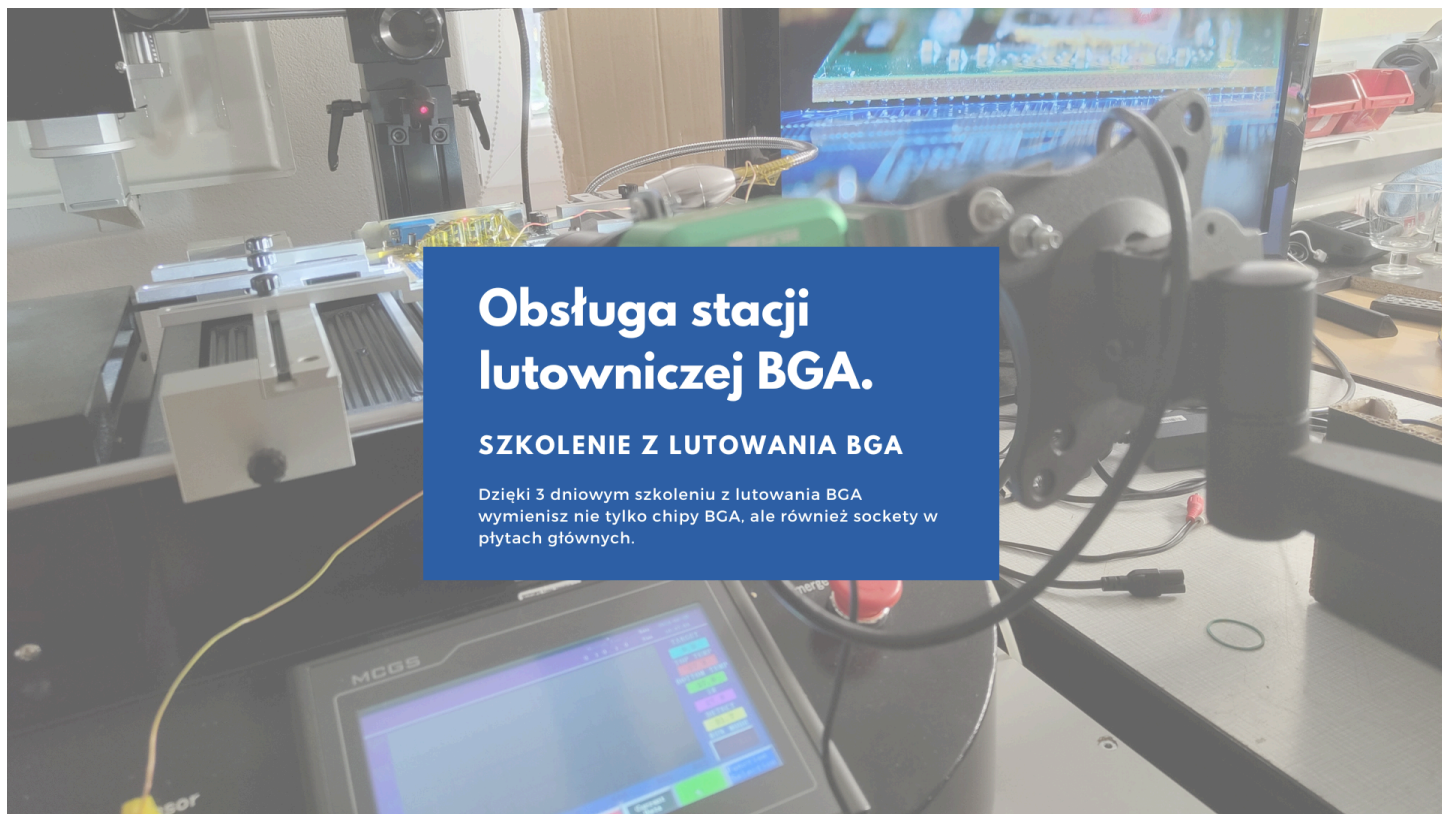 Obsługa stacji
lutowniczej BGA.
SZKOLENIE Z LUTOWANIA BGA
Dzięki 3 dniowym szkoleniu z lutowania BGA
wymienisz nie tylko chipy BGA, ale również sockety w
płytach głównych.
MCGS